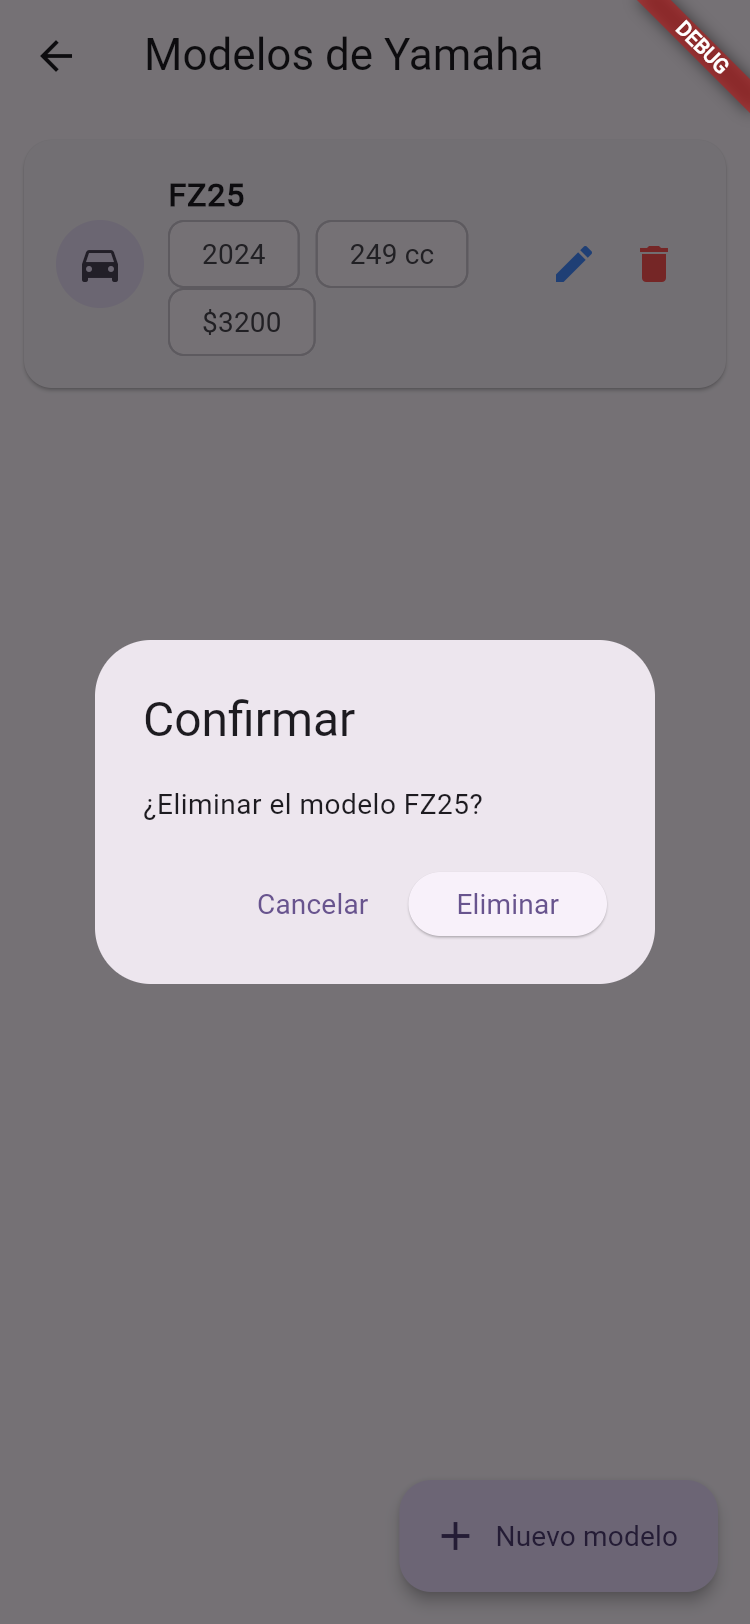 Modelos de Yamaha
DEBUG
FZ25
2024
249 cc
$3200
Confirmar
¿Eliminar el modelo FZ25?
Cancelar
Eliminar
Nuevo modelo